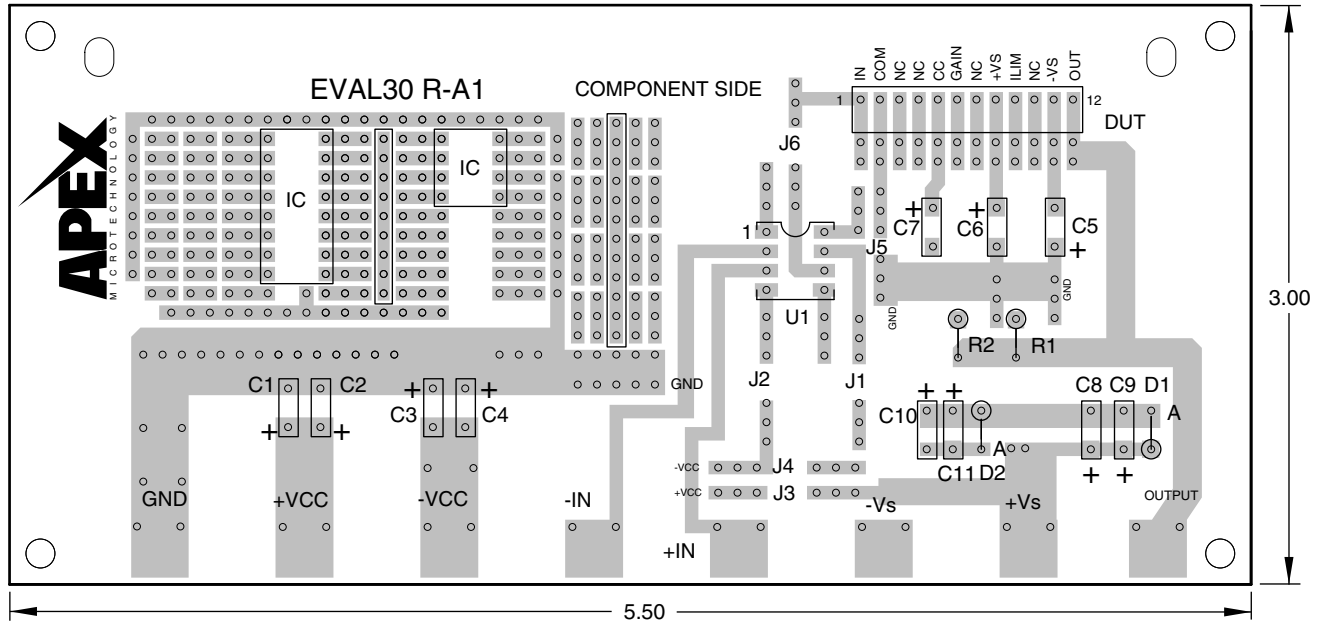 EVAL30 R-A1
COMPONENT SIDE
IN
COM
NC
NC
CC
GAIN
NC
+VS
ILIM
NC
-VS
OUT
1
12
DUT
J6
APEX
MICROTECHNOLOGY
IC
IC
+
C7
+
C6
C5
+
1
J5
GND
GND
U1
R2
R1
3.00
C1
C2
+
+
+
+
C3
C4
GND
J2
J1
+
+
C10
C11
A
D2
C8
C9
D1
A
+
+
-VCC
J4
+VCC
J3
GND
+VCC
-VCC
-IN
+IN
-Vs
+Vs
OUTPUT
5.50